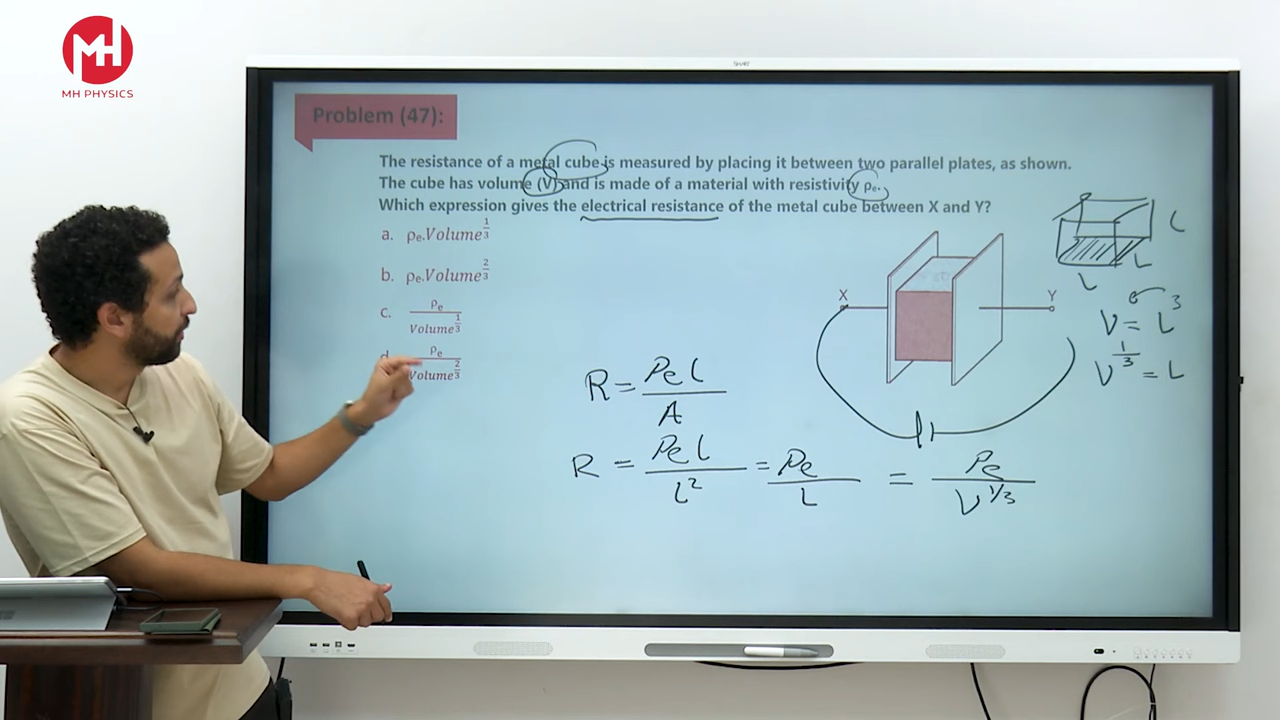 MH
MH PHYSICS
SMART
Problem (47):
The resistance of a metal cube is measured by placing it between two parallel plates, as shown.
The cube has volume (V) and is made of a material with resistivity ρₑ.
Which expression gives the electrical resistance of the metal cube between X and Y?
a. ρₑ.Volume^(1/3)
b. ρₑ.Volume^(2/3)
c. ρₑ / Volume^(1/3)
d. ρₑ / Volume^(2/3)
X
Y
L
L
L
V = L³
V^(1/3) = L
R = ρₑ L / A
R = ρₑ L / L² = ρₑ / L = ρₑ / V^(1/3)